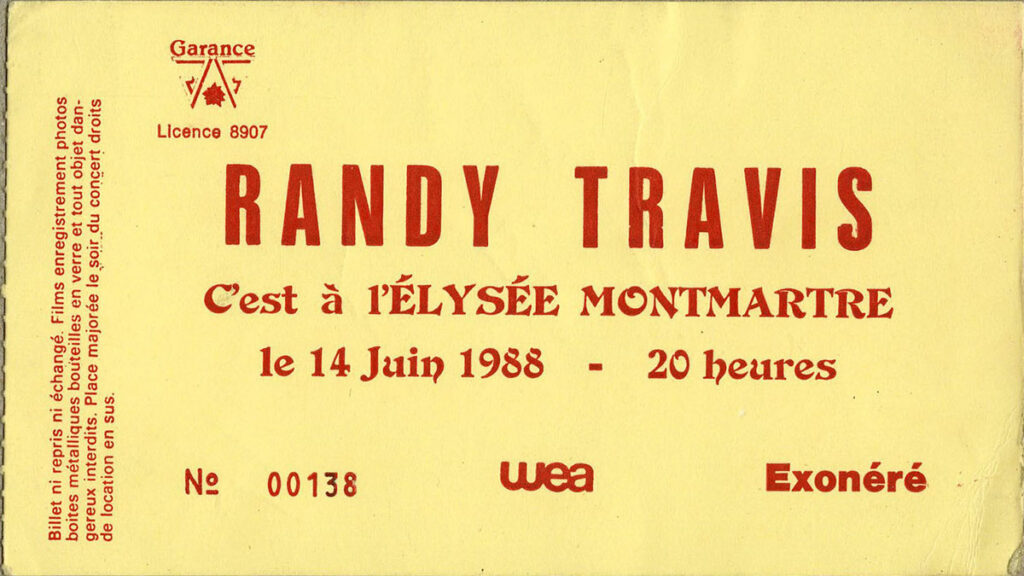 Garance
Licence 8907
RANDY TRAVIS
C'est à l'ÉLYSÉE MONTMARTRE
le 14 Juin 1988 - 20 heures
Nº 00138
wea
Exonéré
Billet ni repris ni échangé. Films enregistrement photos
boites métalliques bouteilles en verre et tout objet dan-
gereux interdits. Place majorée le soir du concert droits
de location en sus.